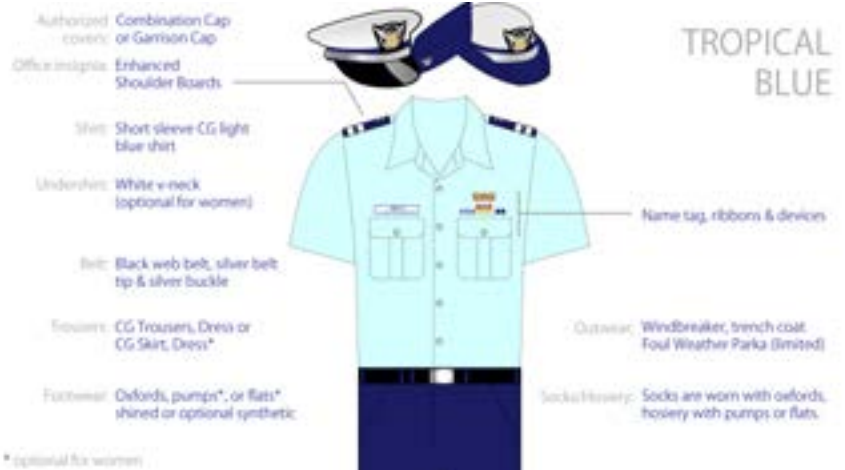 TROPICAL
BLUE
Authorized covers: Combination Cap
or Garrison Cap
Office insignia: Enhanced
Shoulder Boards
Shirt: Short sleeve CG light
blue shirt
Undershirt: White v-neck
(optional for women)
Belt: Black web belt, silver belt
tip & silver buckle
Trousers: CG Trousers, Dress or
CG Skirt, Dress*
Footwear: Oxfords, pumps*, or flats*
shined or optional synthetic
* optional for women
Name tag, ribbons & devices
Outwear: Windbreaker, trench coat
Foul Weather Parka (limited)
Socks/Hosiery: Socks are worn with oxfords,
hosiery with pumps or flats.